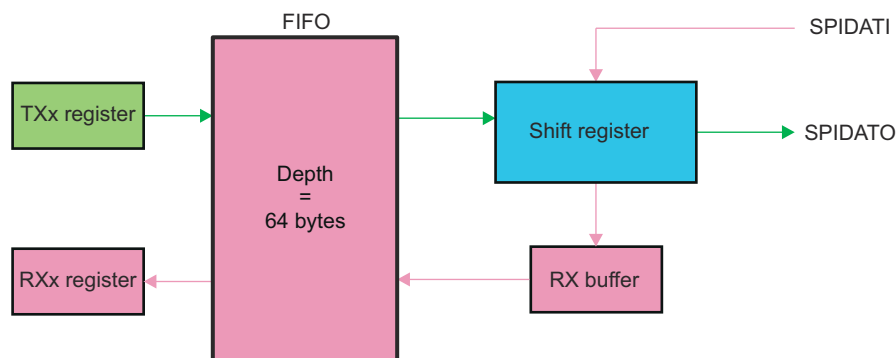 FIFO
SPIDATI
TXx register
Shift register
SPIDATO
Depth
=
64 bytes
RXx register
RX buffer